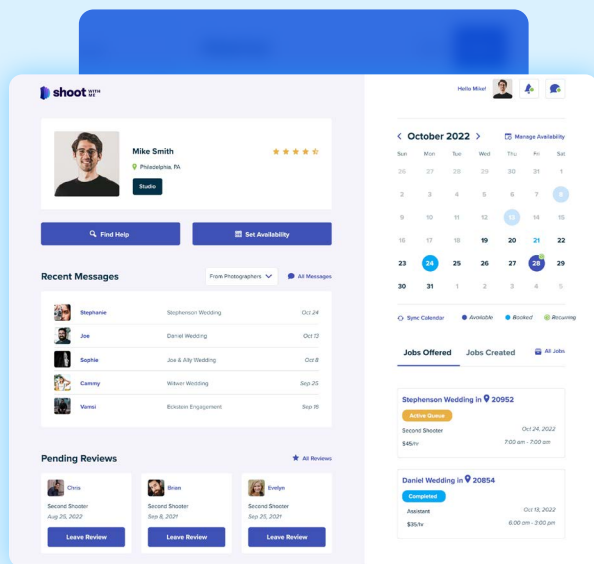 shoot WITH ME
Hello Mike!
Mike Smith
Philadelphia, PA
Studio
Find Help
Set Availability
Recent Messages
From Photographers
All Messages
Stephanie Stephenson Wedding Oct 24
Joe Daniel Wedding Oct 13
Sophie Joe & Ally Wedding Oct 8
Cammy Wilwer Wedding Sep 25
Vamsi Eckstein Engagement Sep 16
Pending Reviews
All Reviews
Chris
Second Shooter
Aug 25, 2022
Leave Review
Brian
Second Shooter
Sep 8, 2021
Leave Review
Evelyn
Second Shooter
Sep 25, 2021
Leave Review
October 2022
Manage Availability
Sun Mon Tue Wed Thu Fri Sat
26 27 28 29 30 31 1
2 3 4 5 6 7 8
9 10 11 12 13 14 15
16 17 18 19 20 21 22
23 24 25 26 27 28 29
30 31 1 2 3 4 5
Sync Calendar
Available
Booked
Recurring
Jobs Offered
Jobs Created
All Jobs
Stephenson Wedding in 20952
Active Queue
Second Shooter Oct 24, 2022
$45/hr 7:00 am - 7:00 am
Daniel Wedding in 20854
Completed
Assistant Oct 13, 2022
$35/hr 6:00 am - 3:00 pm